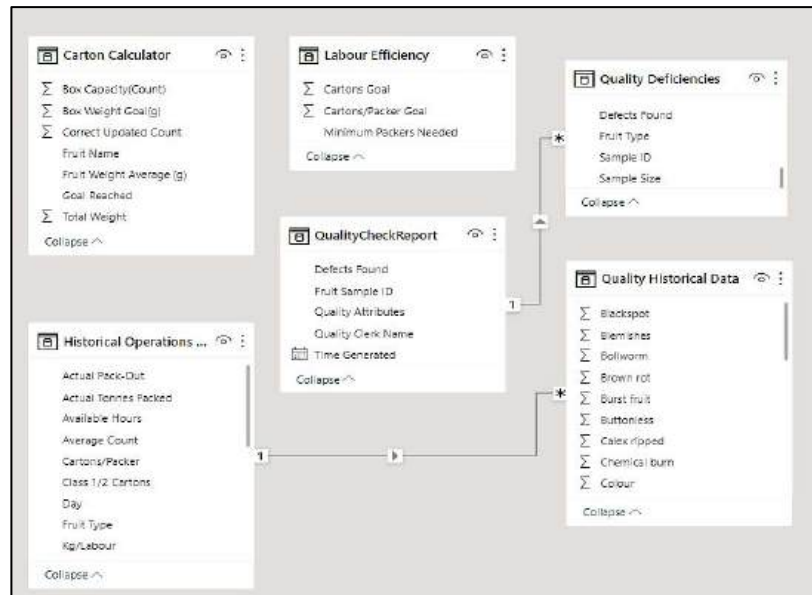 Carton Calculator
Σ Box Capacity(Count)
Σ Box Weight Goal(g)
Σ Correct Updated Count
Fruit Name
Fruit Weight Average (g)
Goal Reached
Σ Total Weight
Collapse
Labour Efficiency
Σ Cartons Goal
Σ Cartons/Packer Goal
Minimum Packers Needed
Collapse
Quality Deficiencies
Defects Found
Fruit Type
Sample ID
Sample Size
Collapse
*
QualityCheckReport
Defects Found
Fruit Sample ID
Quality Attributes
Quality Clerk Name
Time Generated
Collapse
1
Quality Historical Data
Σ Blackspot
Σ Blemishes
Σ Bollworm
Σ Brown rot
Σ Burst fruit
Σ Buttonless
Σ Calex ripped
Σ Chemical burn
Σ Colour
Collapse
*
Historical Operations ...
Actual Pack-Out
Actual Tonnes Packed
Available Hours
Average Count
Cartons/Packer
Class 1/2 Cartons
Day
Fruit Type
Kg/Labour
Collapse
1